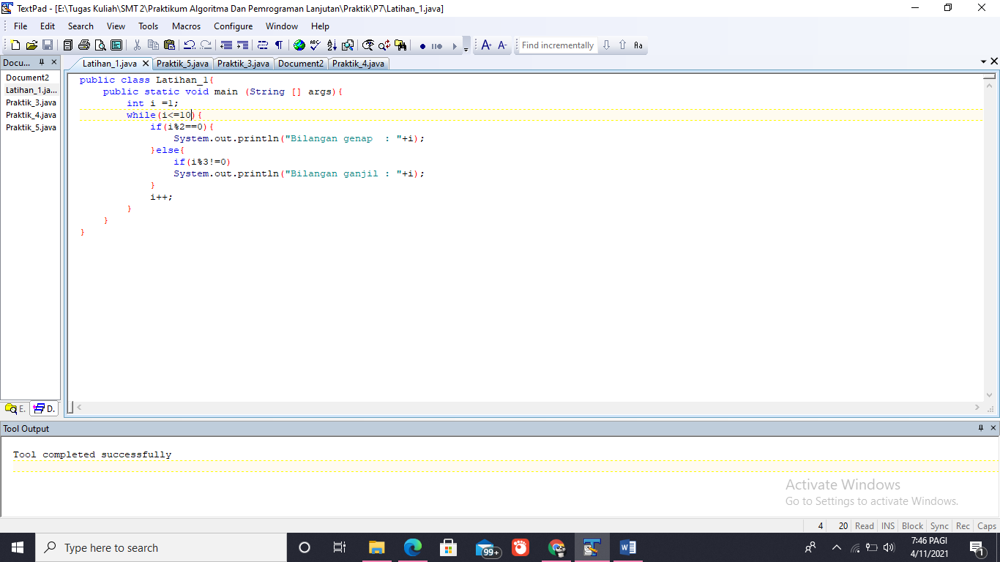 TextPad - [E:\Tugas Kuliah\SMT 2\Praktikum Algoritma Dan Pemrograman Lanjutan\Praktik\P7\Latihan_1.java]
File Edit Search View Tools Macros Configure Window Help
Find incrementally
Docu...
Latihan_1.java Praktik_5.java Praktik_3.java Document2 Praktik_4.java
Document2
Latihan_1.ja...
Praktik_3.java
Praktik_4.java
Praktik_5.java
public class Latihan_1{
public static void main (String [] args){
int i =1;
while(i<=10){
if(i%2==0){
System.out.println("Bilangan genap  : "+i);
}else{
if(i%3!=0)
System.out.println("Bilangan ganjil : "+i);
}
i++;
}
}
}
E. D.
Tool Output
Tool completed successfully
Activate Windows
Go to Settings to activate Windows.
4 20 Read INS Block Sync Rec Caps
Type here to search
99+
7:46 PAGI
4/11/2021
1